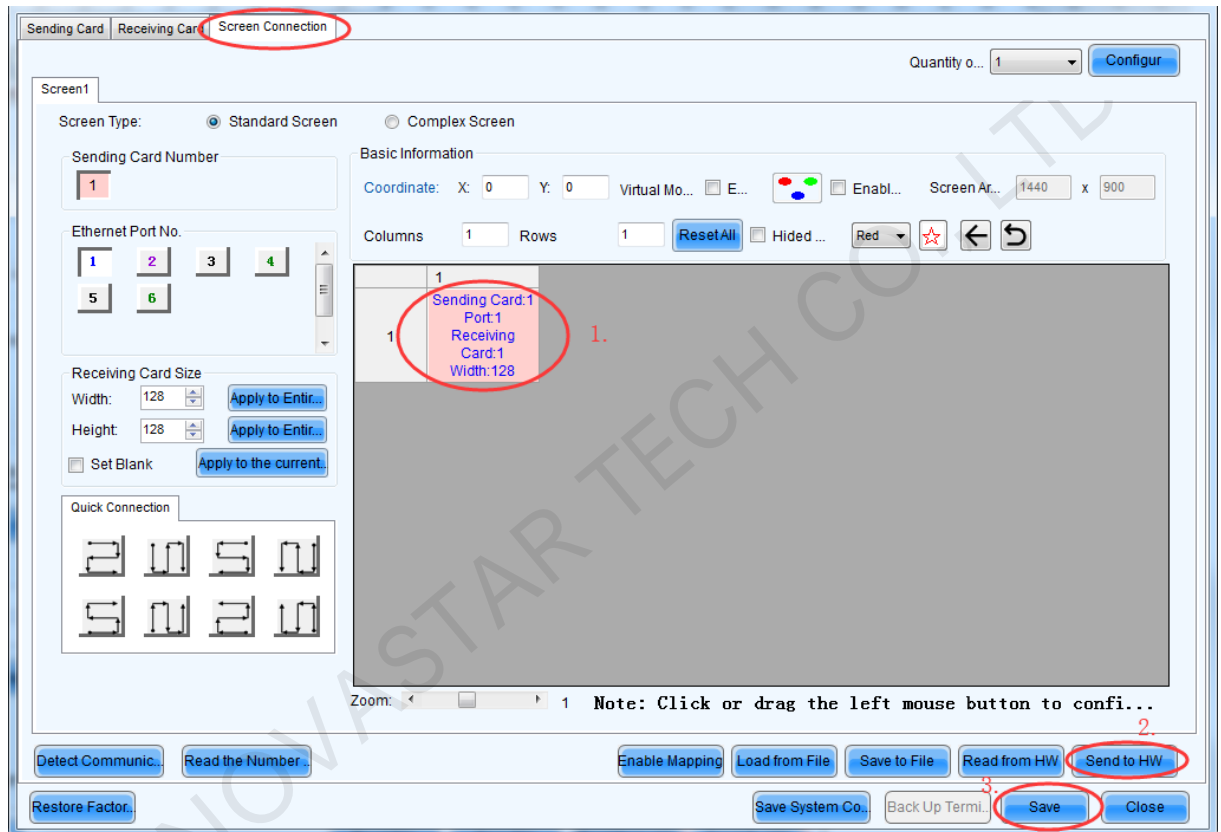 Sending Card Receiving Card Screen Connection
Quantity o... 1 Configur
Screen1
Screen Type: Standard Screen Complex Screen
Sending Card Number
1
Basic Information
Coordinate: X: 0 Y: 0 Virtual Mo... E... Enabl... Screen Ar... 1440 x 900
Ethernet Port No.
Columns 1 Rows 1 Reset All Hided ... Red
1 2 3 4
5 6
1
1
Sending Card:1
Port:1
Receiving
Card:1
Width:128
1.
Receiving Card Size
Width: 128 Apply to Entir...
Height: 128 Apply to Entir...
Set Blank Apply to the current.
Quick Connection
Zoom: 1 Note: Click or drag the left mouse button to confi...
2.
Detect Communic... Read the Number .. Enable Mapping Load from File Save to File Read from HW Send to HW
3.
Restore Factor.. Save System Co.. Back Up Termi.. Save Close
NOVASTAR TECH CO., LTD